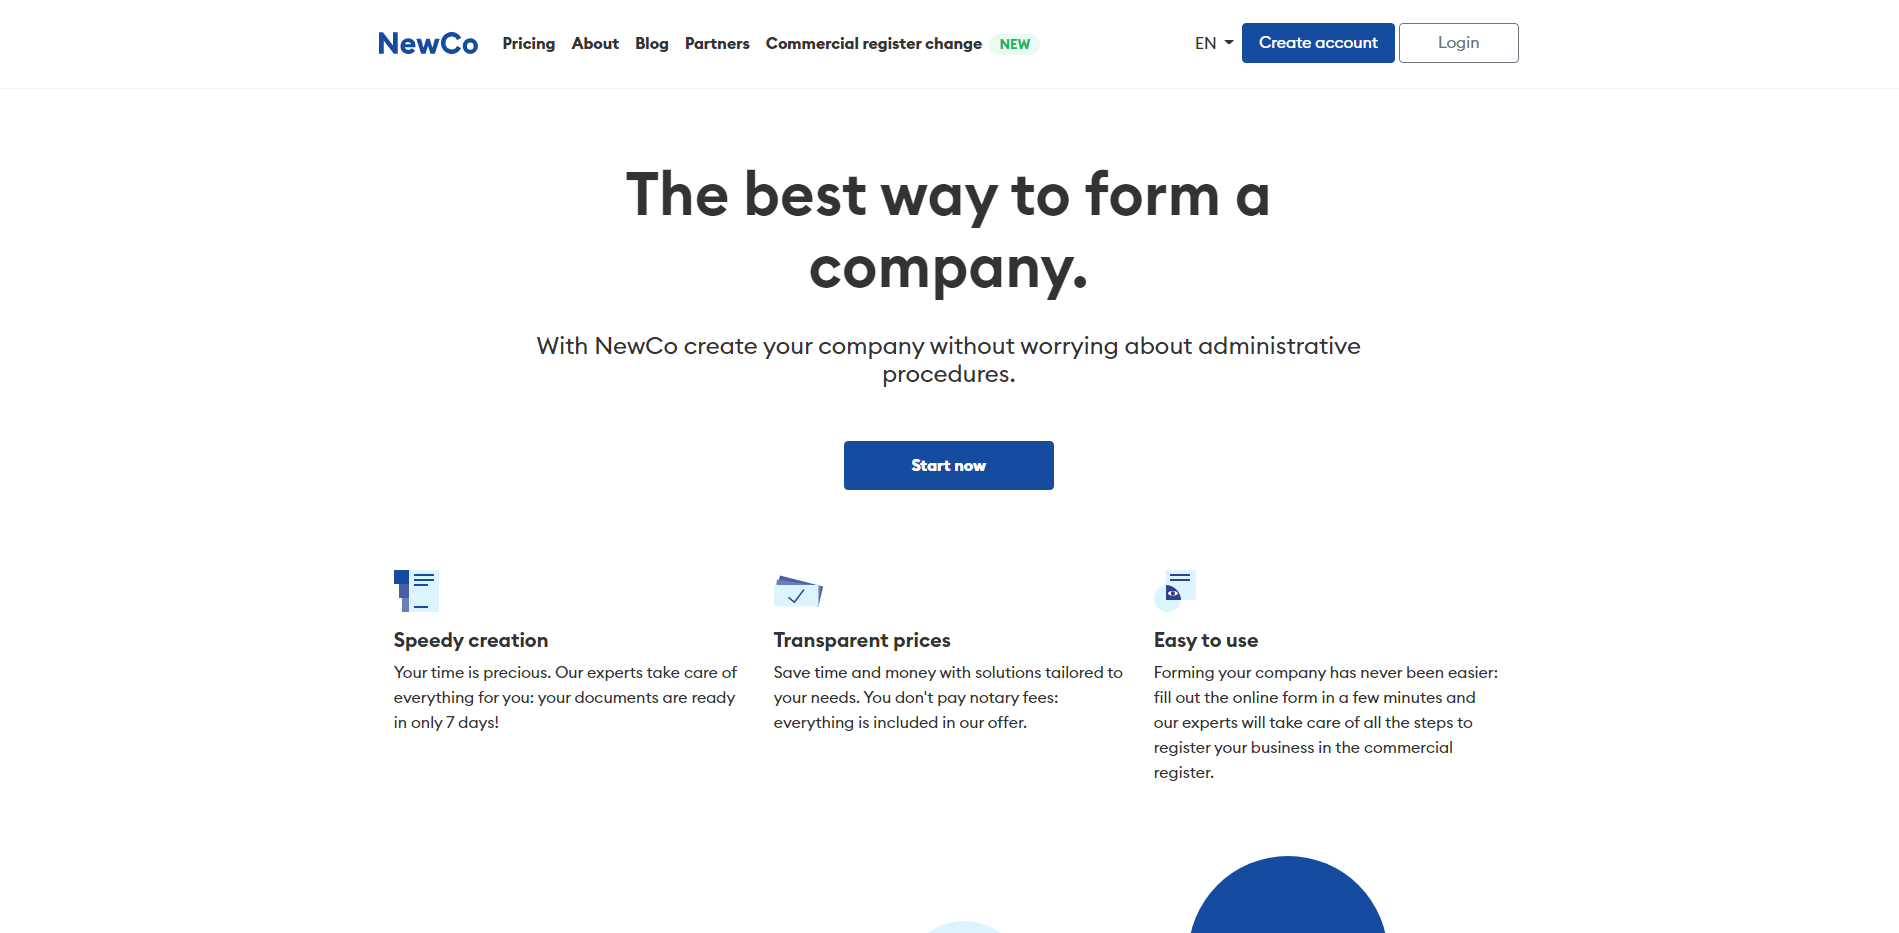 NewCo Pricing About Blog Partners Commercial register change NEW EN Create account Login
The best way to form a
company.
With NewCo create your company without worrying about administrative
procedures.
Start now
Speedy creation
Your time is precious. Our experts take care of
everything for you: your documents are ready
in only 7 days!
Transparent prices
Save time and money with solutions tailored to
your needs. You don't pay notary fees:
everything is included in our offer.
Easy to use
Forming your company has never been easier:
fill out the online form in a few minutes and
our experts will take care of all the steps to
register your business in the commercial
register.